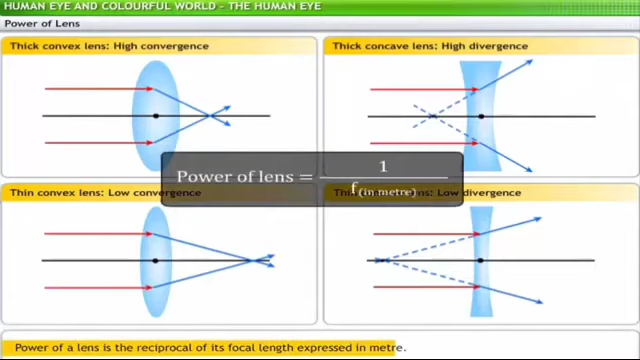 HUMAN EYE AND COLOURFUL WORLD – THE HUMAN EYE
Power of Lens
Thick convex lens: High convergence
Thick concave lens: High divergence
Power of lens = 1
f (in metre)
Thin convex lens: Low convergence
lens: Low divergence
Power of a lens is the reciprocal of its focal length expressed in metre.